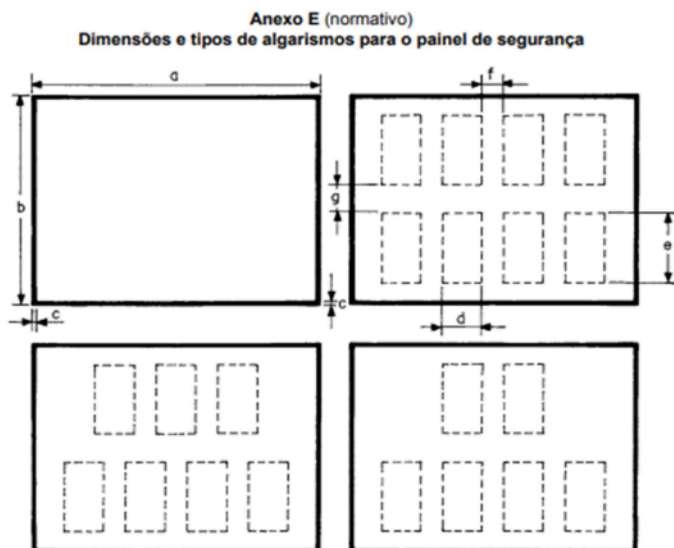 Anexo E (normativo)
Dimensões e tipos de algarismos para o painel de segurança
a
f
b
g
e
c
c
d